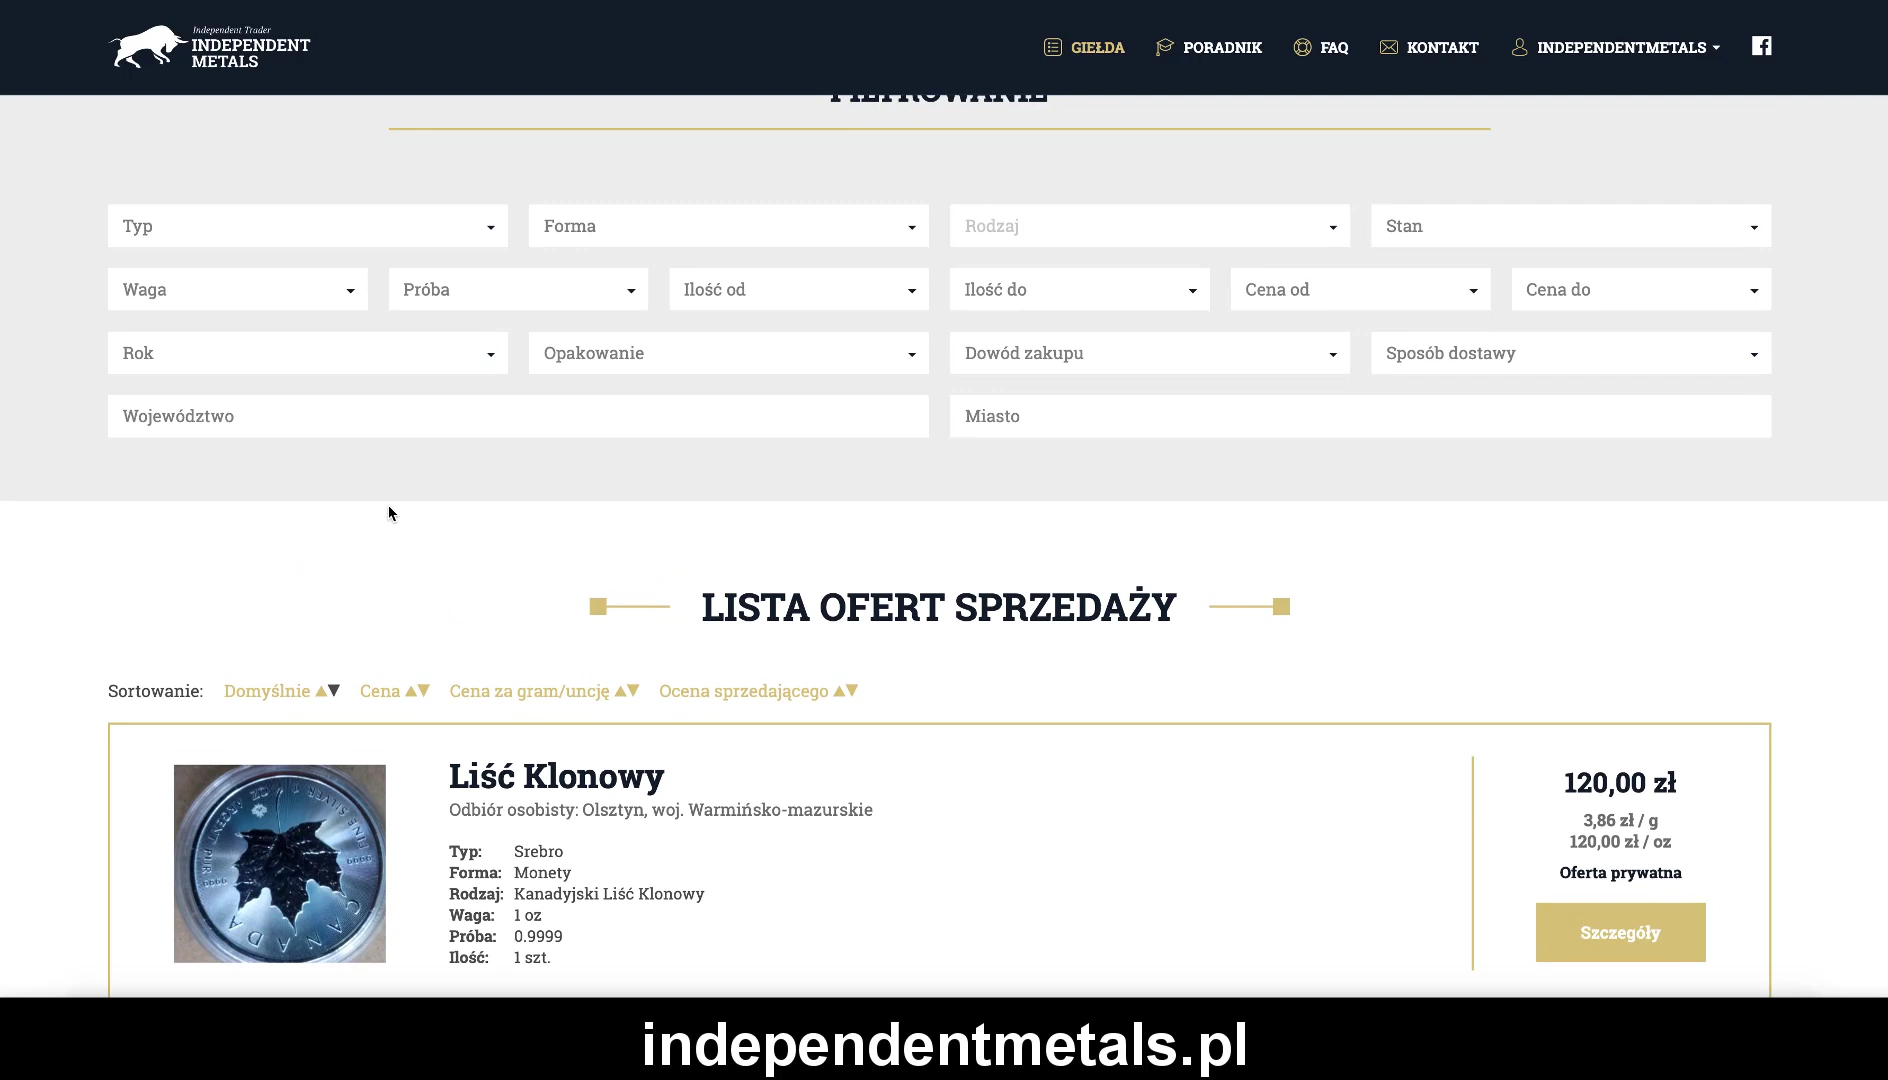 Independent Trader
INDEPENDENT
METALS
GIEŁDA
PORADNIK
FAQ
KONTAKT
INDEPENDENTMETALS
Typ
Forma
Rodzaj
Stan
Waga
Próba
Ilość od
Ilość do
Cena od
Cena do
Rok
Opakowanie
Dowód zakupu
Sposób dostawy
Województwo
Miasto
LISTA OFERT SPRZEDAŻY
Sortowanie: Domyślnie Cena Cena za gram/uncję Ocena sprzedającego
Liść Klonowy
Odbiór osobisty: Olsztyn, woj. Warmińsko-mazurskie
Typ: Srebro
Forma: Monety
Rodzaj: Kanadyjski Liść Klonowy
Waga: 1 oz
Próba: 0.9999
Ilość: 1 szt.
CANADA
120,00 zł
3,86 zł / g
120,00 zł / oz
Oferta prywatna
Szczegóły
independentmetals.pl